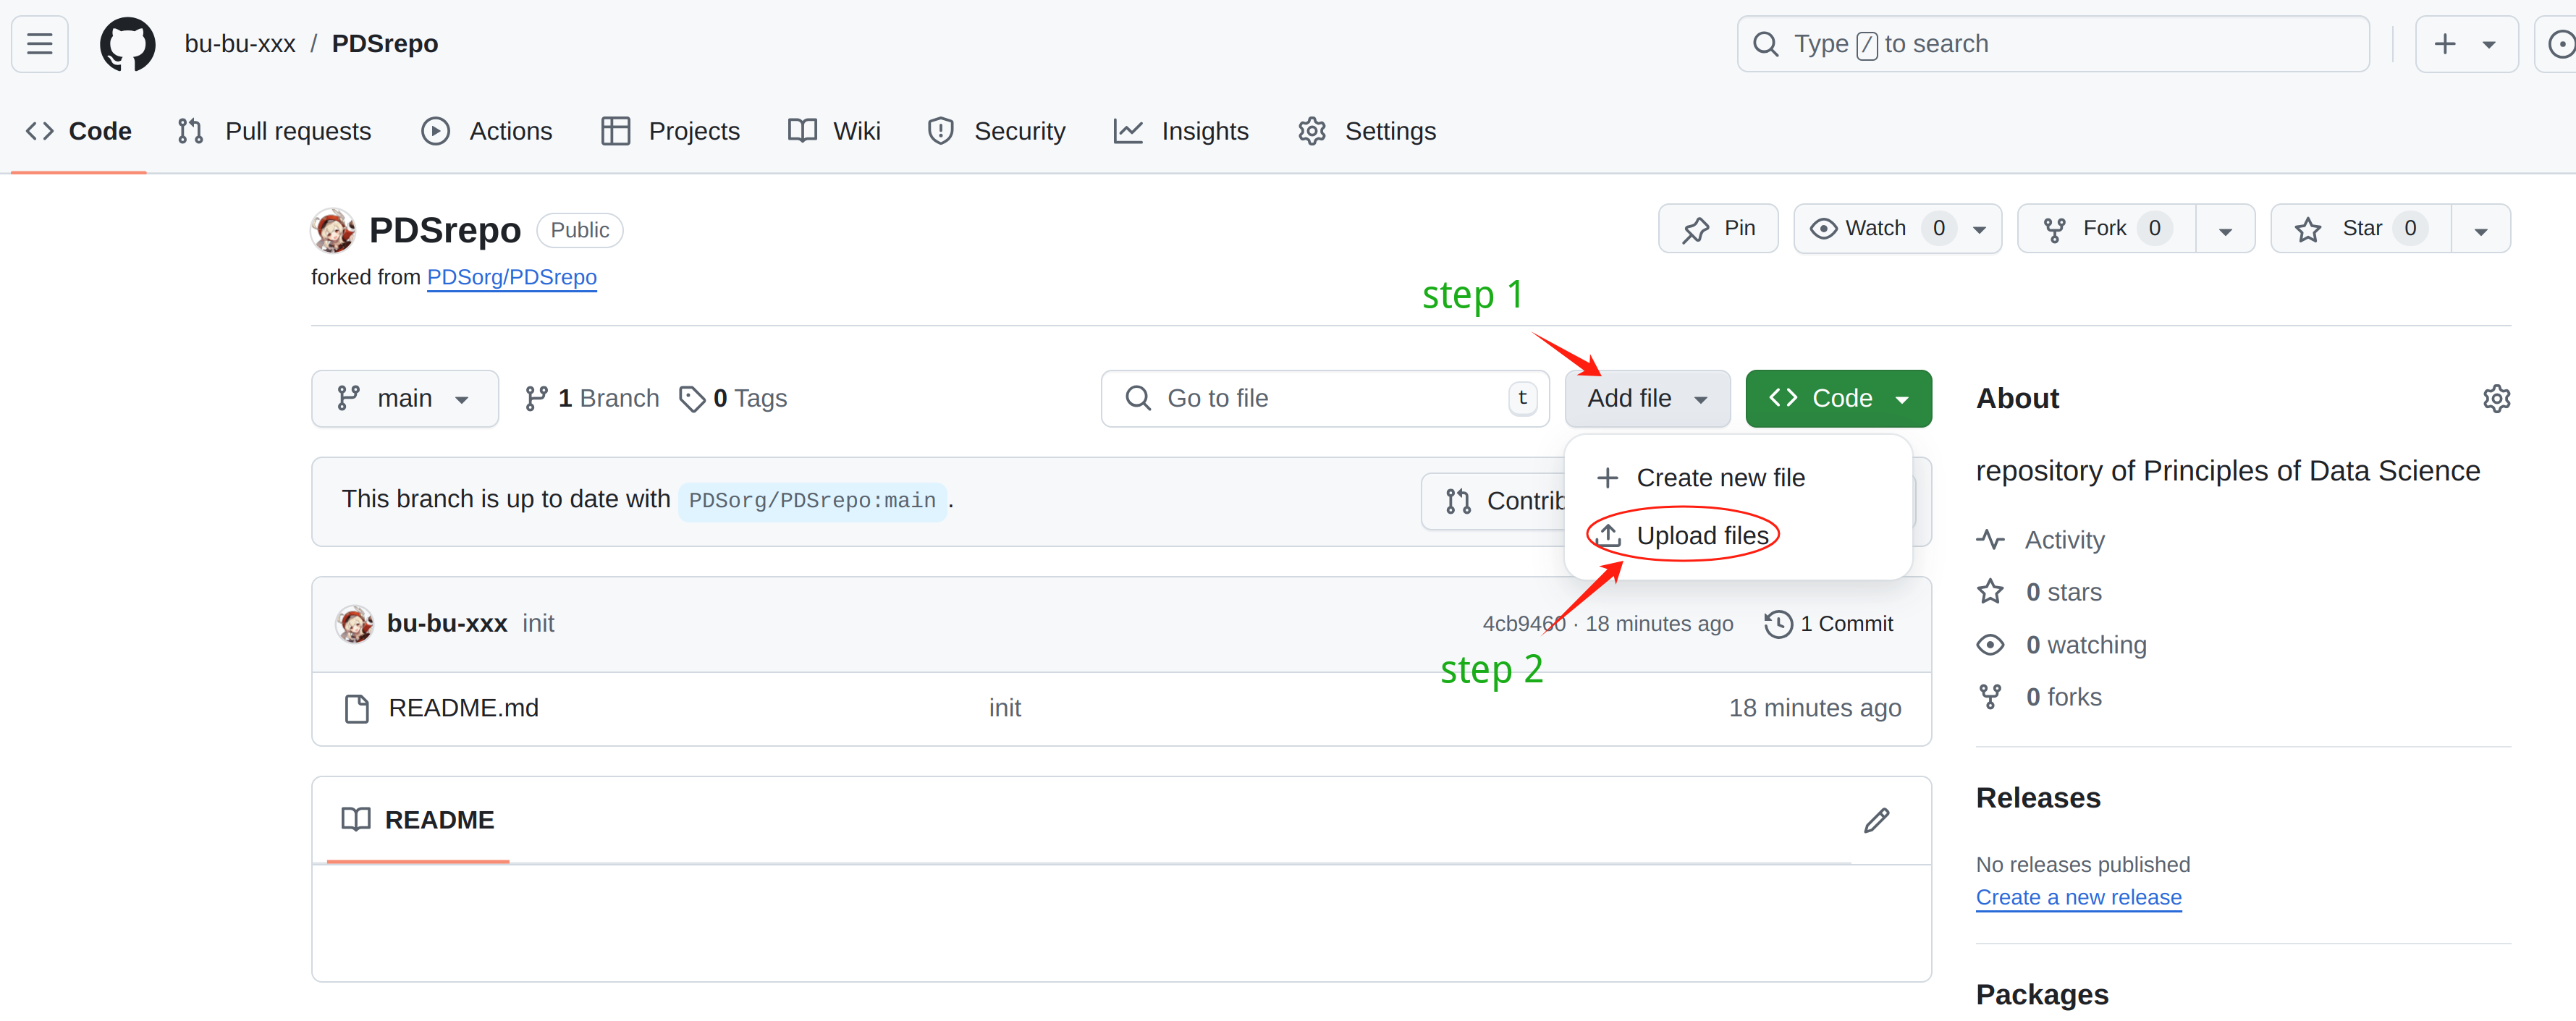 bu-bu-xxx / PDSrepo
Type / to search
Code Pull requests Actions Projects Wiki Security Insights Settings
PDSrepo Public
Pin Watch 0 Fork 0 Star 0
forked from PDSorg/PDSrepo
step 1
main 1 Branch 0 Tags Go to file t Add file Code
Create new file
Upload files
This branch is up to date with PDSorg/PDSrepo:main.
Contrib
bu-bu-xxx init 4cb9460 · 18 minutes ago 1 Commit
step 2
README.md init 18 minutes ago
README
About
repository of Principles of Data Science
Activity
0 stars
0 watching
0 forks
Releases
No releases published
Create a new release
Packages